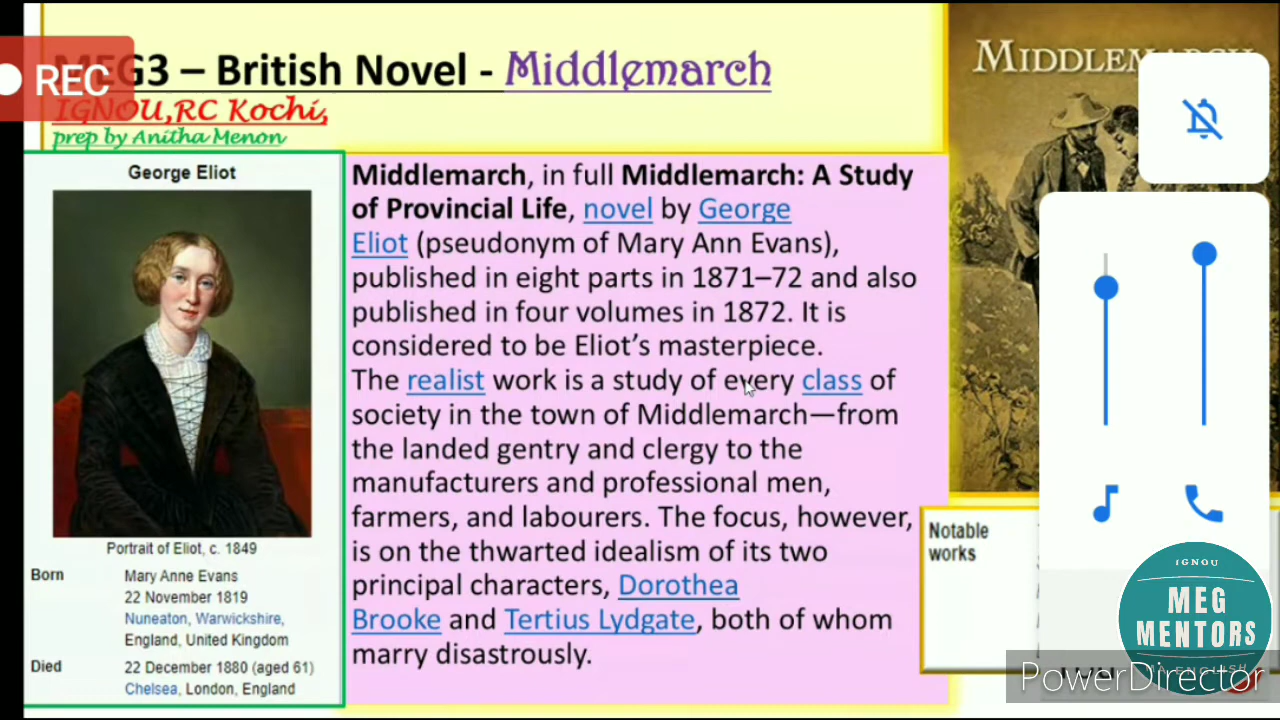 REC
MEG3 – British Novel - Middlemarch
IGNOU,RC Kochi,
prep by Anitha Menon
George Eliot
Portrait of Eliot, c. 1849
Born
Mary Anne Evans
22 November 1819
Nuneaton, Warwickshire,
England, United Kingdom
Died
22 December 1880 (aged 61)
Chelsea, London, England
Middlemarch, in full Middlemarch: A Study
of Provincial Life, novel by George
Eliot (pseudonym of Mary Ann Evans),
published in eight parts in 1871–72 and also
published in four volumes in 1872. It is
considered to be Eliot's masterpiece.
The realist work is a study of every class of
society in the town of Middlemarch—from
the landed gentry and clergy to the
manufacturers and professional men,
farmers, and labourers. The focus, however,
is on the thwarted idealism of its two
principal characters, Dorothea
Brooke and Tertius Lydgate, both of whom
marry disastrously.
MIDDLEMARCH
Notable
works
IGNOU
MEG
MENTORS
MA ENGLISH
PowerDirector